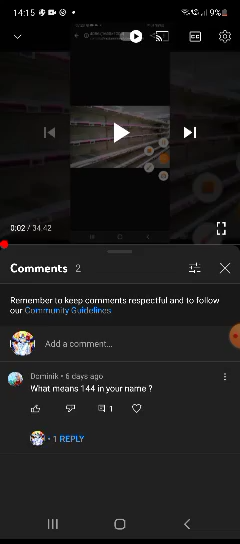 14:15
9%
CC
0:02 / 34:42
Comments 2
Remember to keep comments respectful and to follow
our Community Guidelines
Add a comment...
Dominik • 6 days ago
What means 144 in your name ?
1
• 1 REPLY